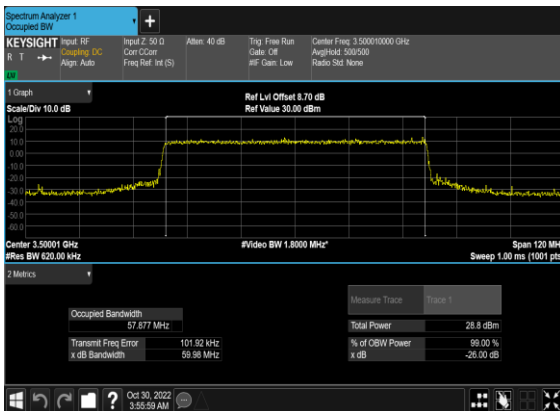 Spectrum Analyzer 1
Occupied BW
KEYSIGHT
R T
LV
Input: RF
Coupling: DC
Align: Auto
Input Z: 50 Ω
Corr CCorr
Freq Ref: Int (S)
Atten: 40 dB
Trig: Free Run
Gate: Off
#IF Gain: Low
Center Freq: 3.500010000 GHz
Avg|Hold: 500/500
Radio Std: None
1 Graph
Scale/Div 10.0 dB
Ref Lvl Offset 8.70 dB
Ref Value 30.00 dBm
Log
20.0
10.0
0.00
-10.0
-20.0
-30.0
-40.0
-50.0
-60.0
Center 3.50001 GHz
#Res BW 620.00 kHz
#Video BW 1.8000 MHz*
Span 120 MH
Sweep 1.00 ms (1001 pts
2 Metrics
Measure Trace
Trace 1
Occupied Bandwidth
57.877 MHz
Total Power
28.8 dBm
Transmit Freq Error
101.92 kHz
% of OBW Power
99.00 %
x dB Bandwidth
59.98 MHz
x dB
-26.00 dB
?
Oct 30, 2022
3:55:59 AM